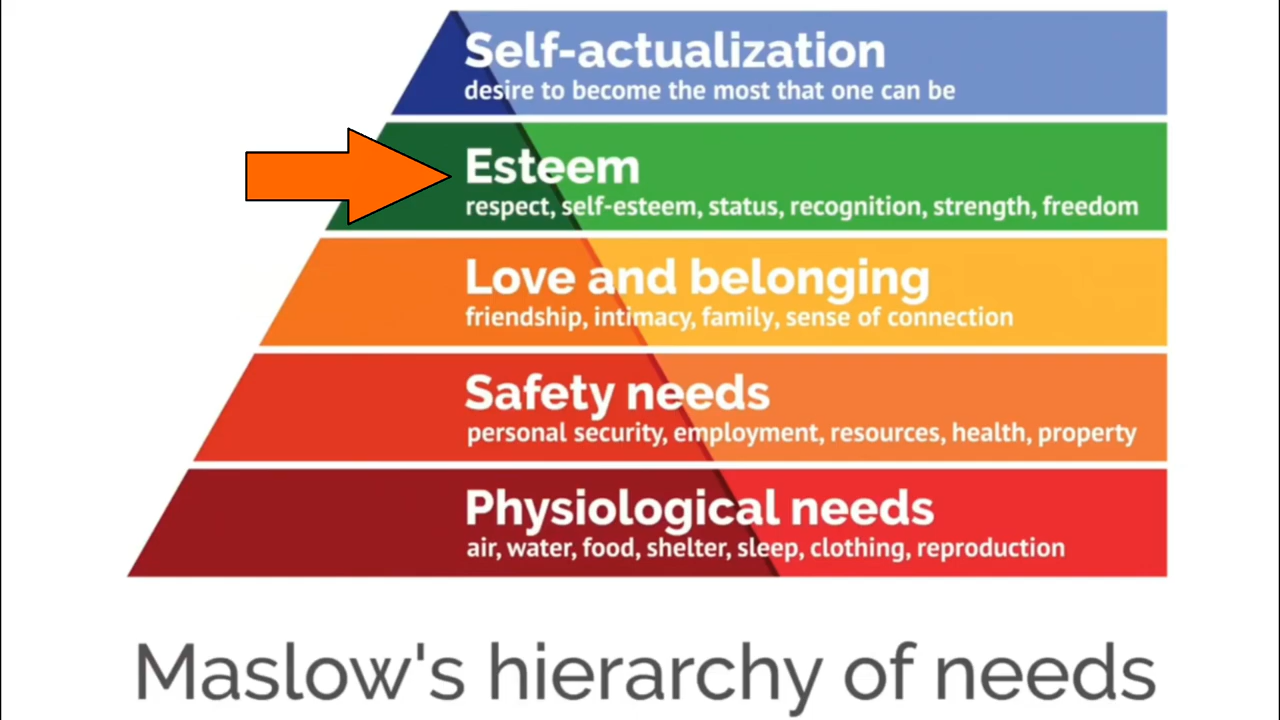 Self-actualization
desire to become the most that one can be
Esteem
respect, self-esteem, status, recognition, strength, freedom
Love and belonging
friendship, intimacy, family, sense of connection
Safety needs
personal security, employment, resources, health, property
Physiological needs
air, water, food, shelter, sleep, clothing, reproduction
Maslow's hierarchy of needs